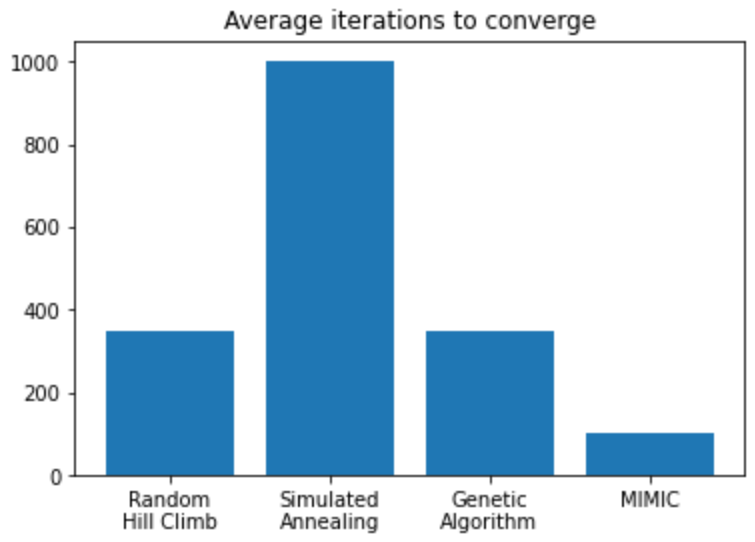 Average iterations to converge
1000
800
600
400
200
0
Random
Hill Climb
Simulated
Annealing
Genetic
Algorithm
MIMIC